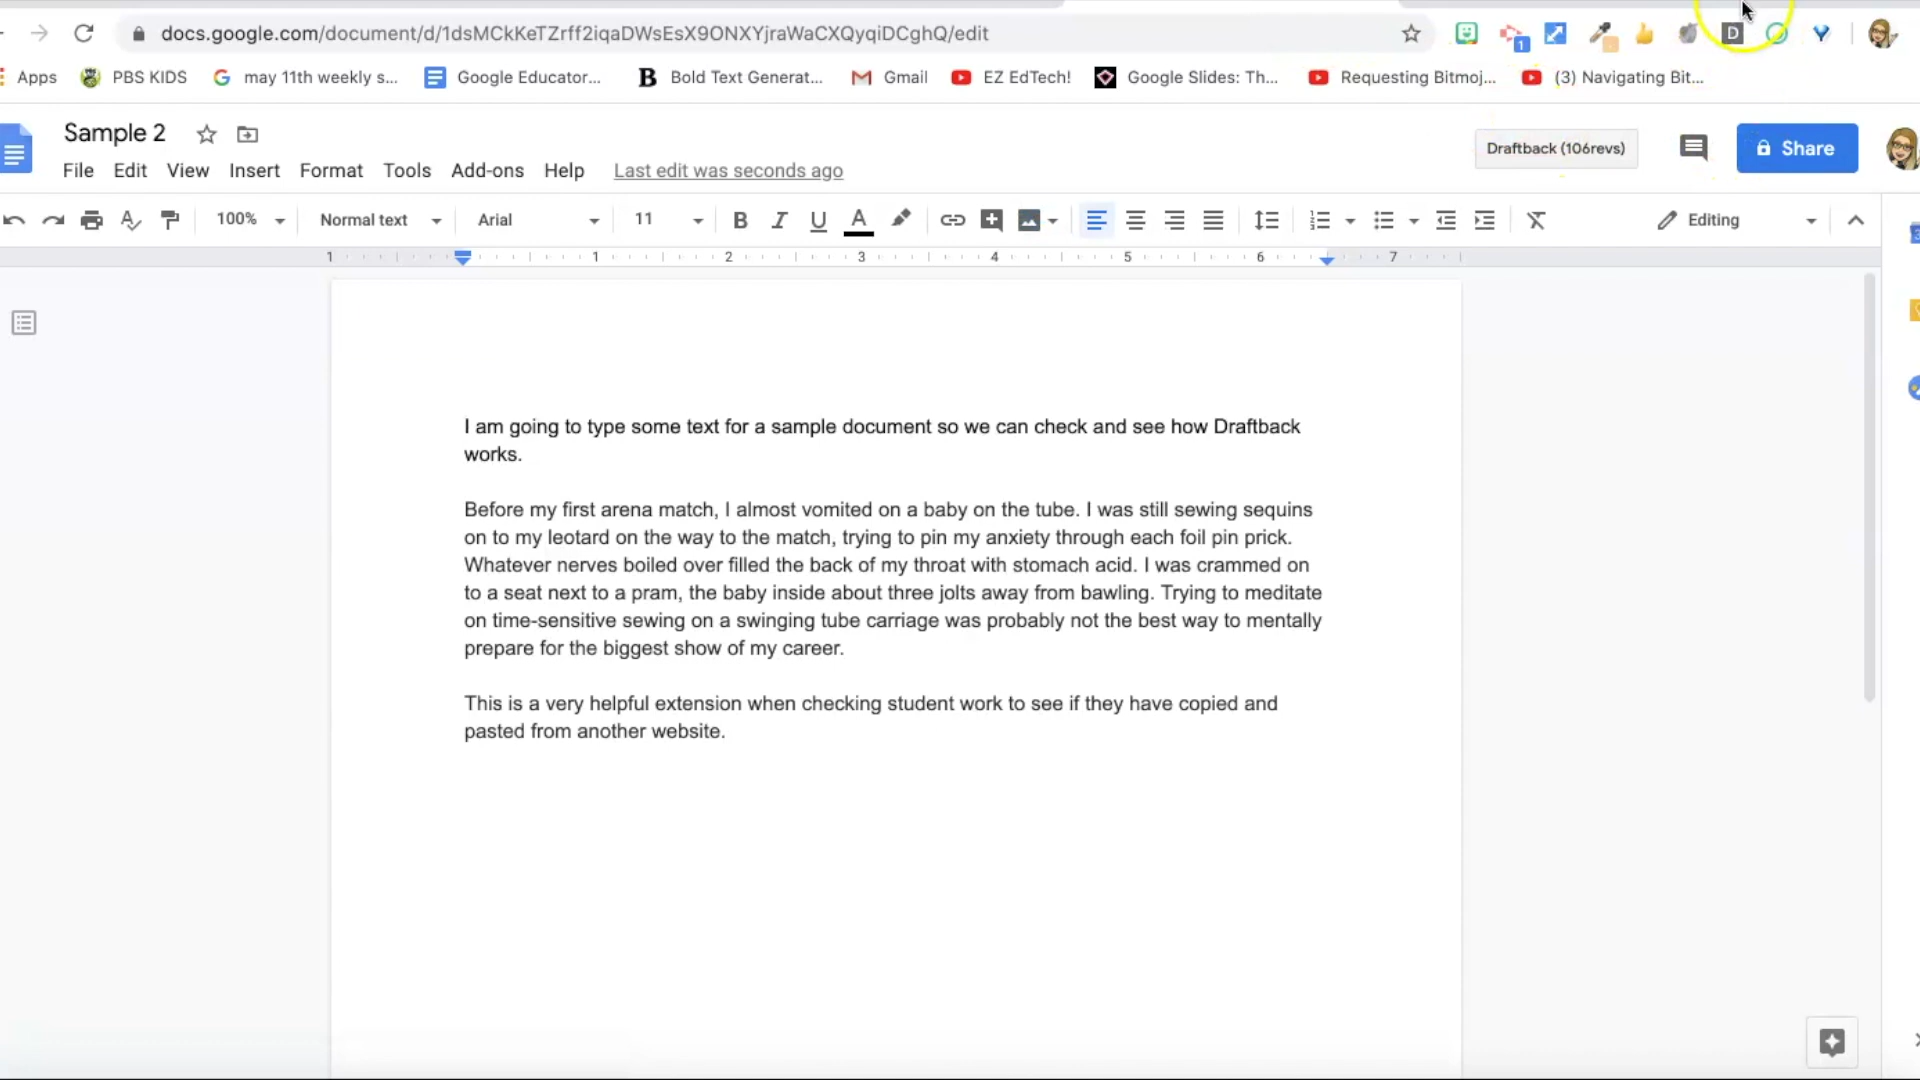 docs.google.com/document/d/1dsMCkKeTZrff2iqaDWsEsX9ONXYjraWaCXQyqiDCghQ/edit
1
D
Apps PBS KIDS may 11th weekly s... Google Educator... Bold Text Generat... Gmail EZ EdTech! Google Slides: Th... Requesting Bitmoj... (3) Navigating Bit...
Sample 2
Draftback (106revs)
Share
File Edit View Insert Format Tools Add-ons Help Last edit was seconds ago
100% Normal text Arial 11 B I U A Editing
1 1 2 3 4 5 6 7
I am going to type some text for a sample document so we can check and see how Draftback
works.
Before my first arena match, I almost vomited on a baby on the tube. I was still sewing sequins
on to my leotard on the way to the match, trying to pin my anxiety through each foil pin prick.
Whatever nerves boiled over filled the back of my throat with stomach acid. I was crammed on
to a seat next to a pram, the baby inside about three jolts away from bawling. Trying to meditate
on time-sensitive sewing on a swinging tube carriage was probably not the best way to mentally
prepare for the biggest show of my career.
This is a very helpful extension when checking student work to see if they have copied and
pasted from another website.